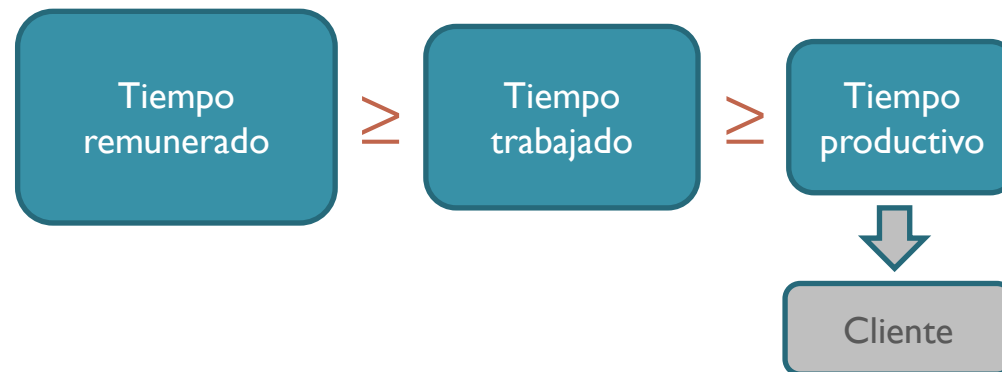 Tiempo
remunerado
≥
Tiempo
trabajado
≥
Tiempo
productivo
Cliente